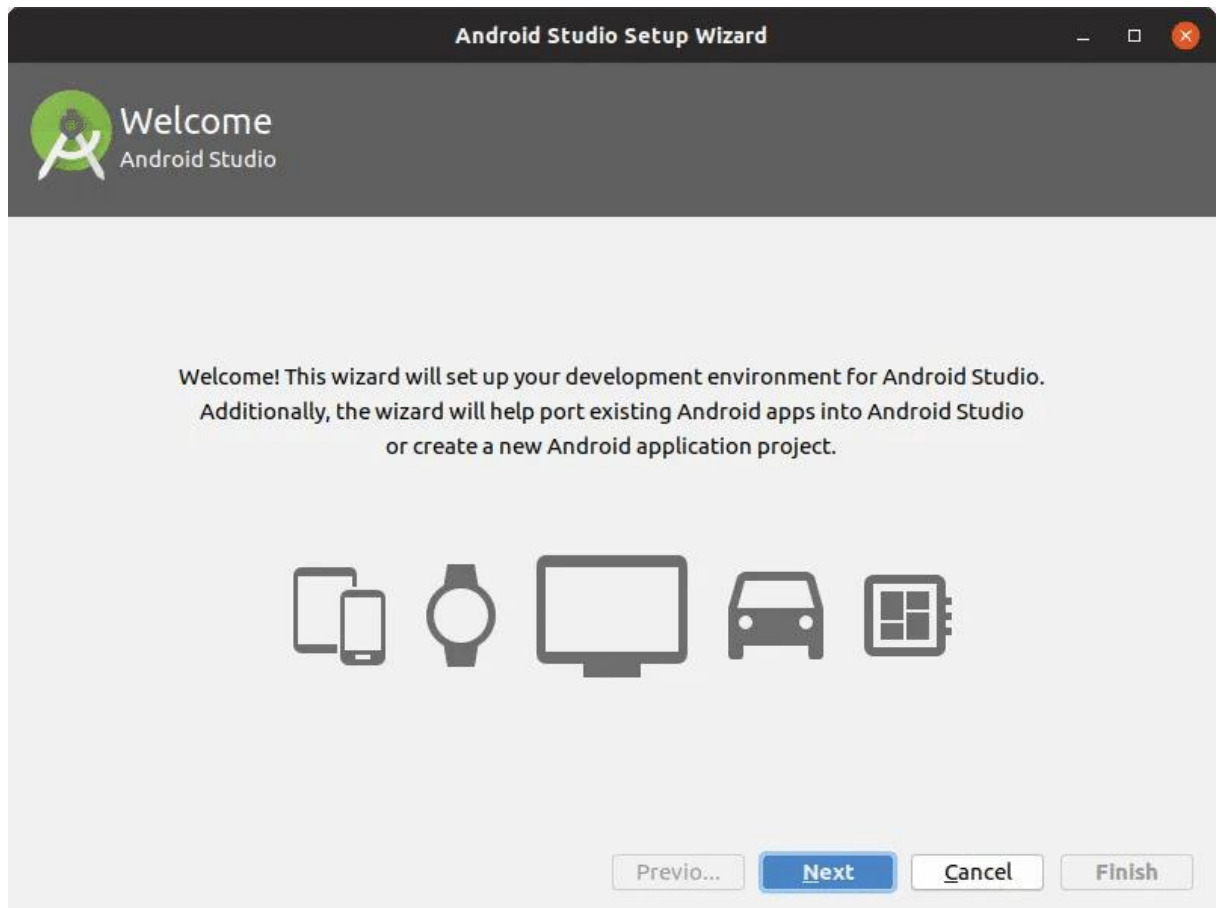 Android Studio Setup Wizard
Welcome
Android Studio
Welcome! This wizard will set up your development environment for Android Studio.
Additionally, the wizard will help port existing Android apps into Android Studio
or create a new Android application project.
Previo... Next Cancel Finish